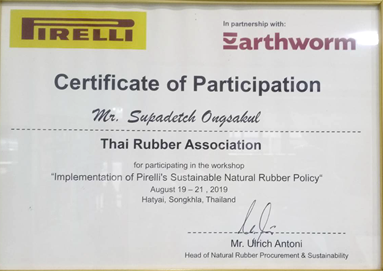 PIRELLI
In partnership with:
Earthworm
Certificate of Participation
Mr. Supadetch Ongsakul
Thai Rubber Association
for participating in the workshop
"Implementation of Pirelli's Sustainable Natural Rubber Policy"
August 19 – 21 , 2019
Hatyai, Songkhla, Thailand
Mr. Ulrich Antoni
Head of Natural Rubber Procurement & Sustainability